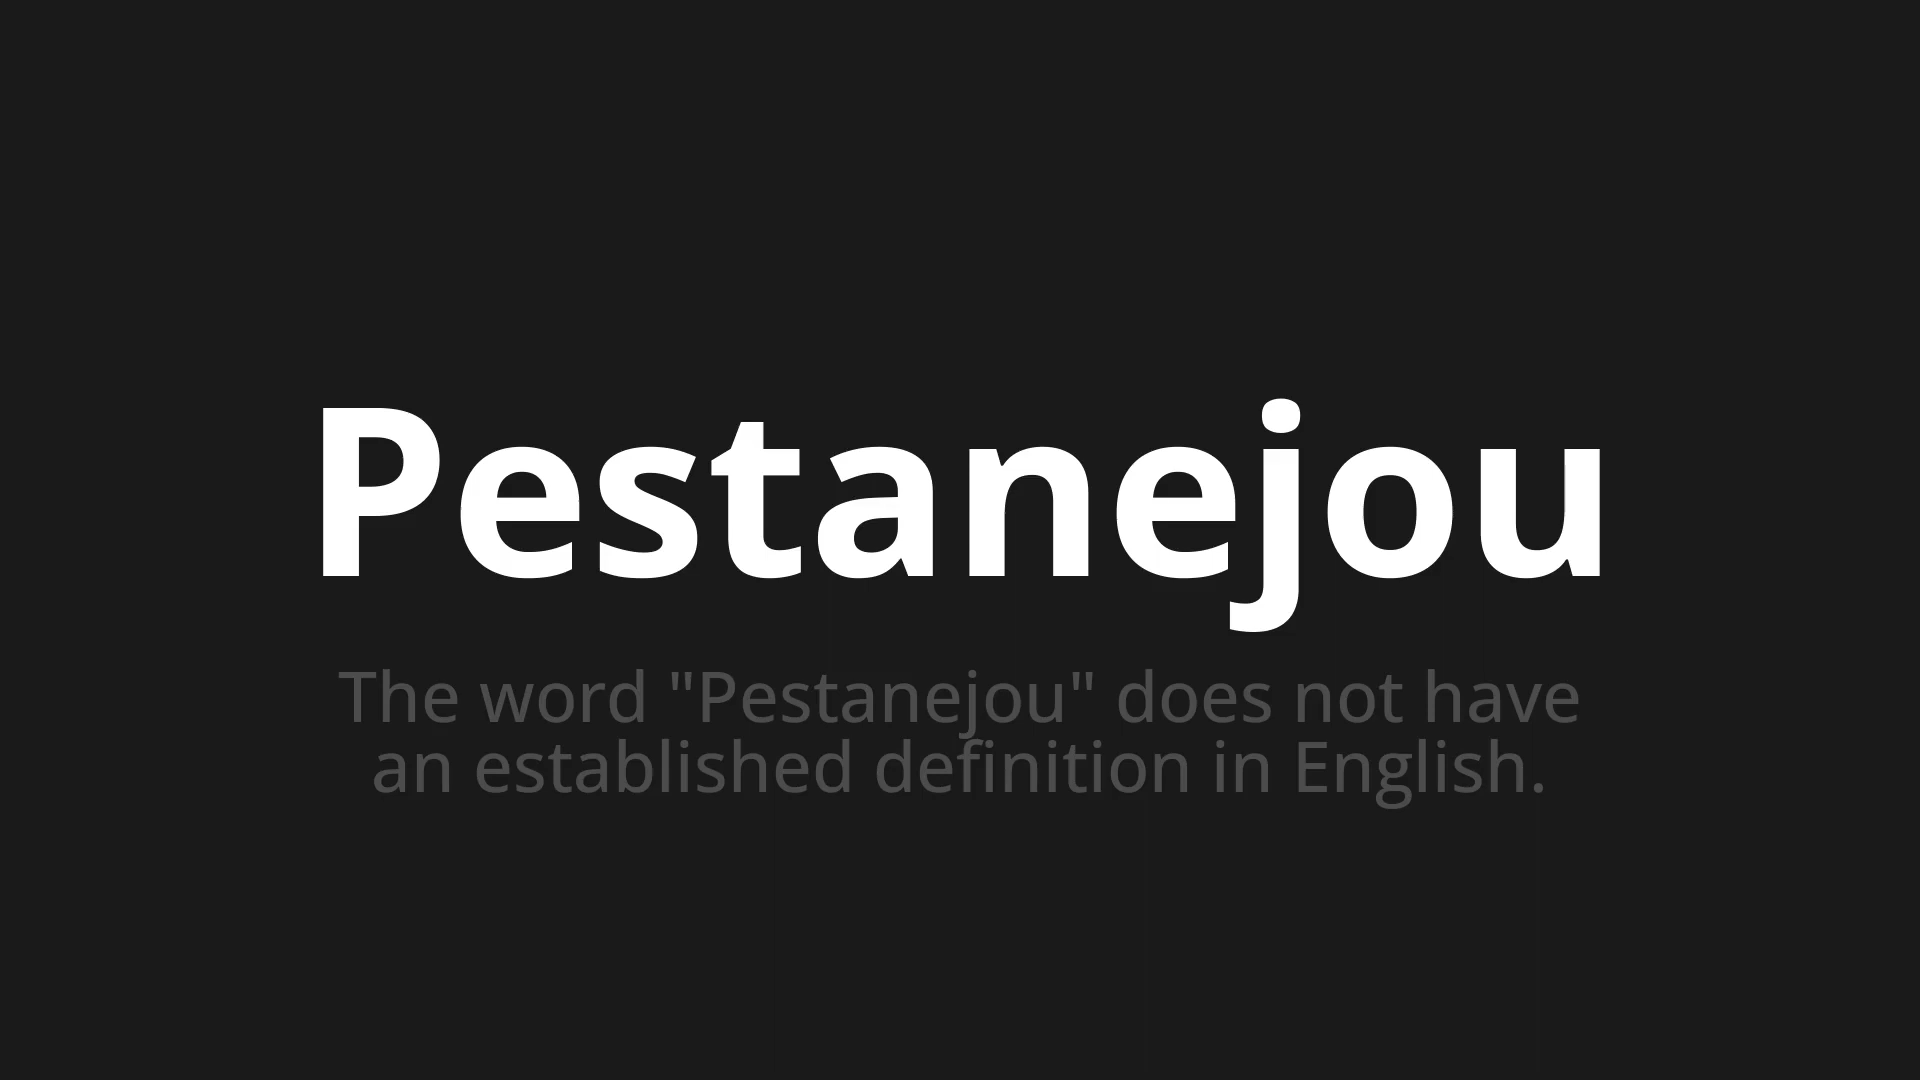 Pestanejou
The word "Pestanejou" does not have
an established definition in English.